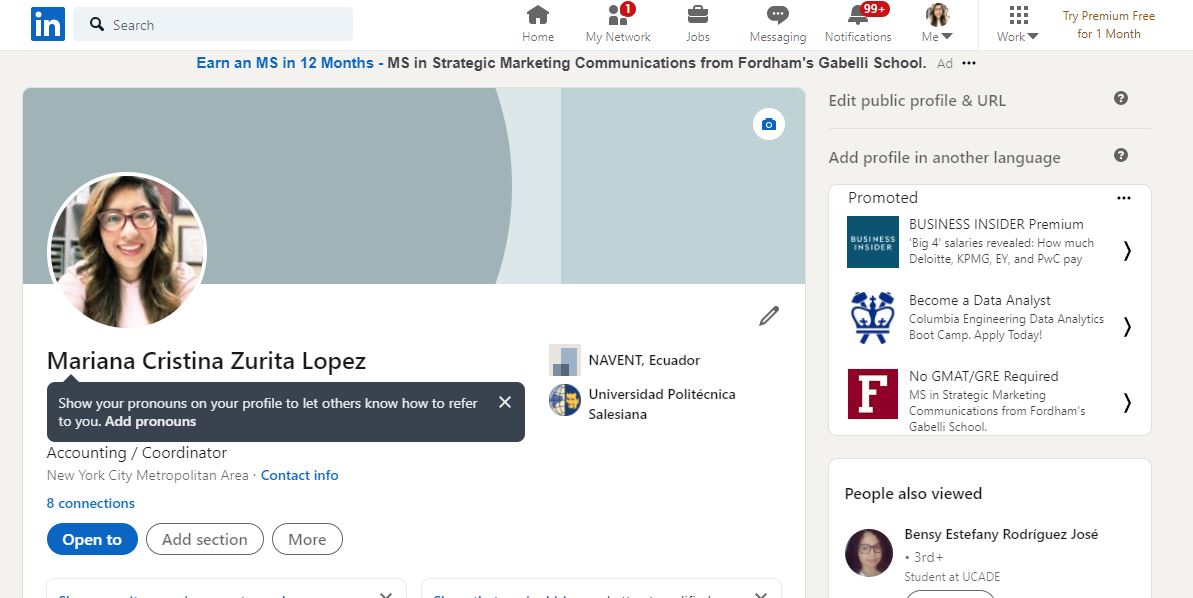 in
Search
1
99+
Home
My Network
Jobs
Messaging
Notifications
Me
Work
Try Premium Free
for 1 Month
Earn an MS in 12 Months - MS in Strategic Marketing Communications from Fordham's Gabelli School. Ad
Mariana Cristina Zurita Lopez
Show your pronouns on your profile to let others know how to refer
to you. Add pronouns
Accounting / Coordinator
New York City Metropolitan Area · Contact info
8 connections
Open to
Add section
More
NAVENT, Ecuador
Universidad Politécnica
Salesiana
Edit public profile & URL
Add profile in another language
Promoted
BUSINESS
INSIDER
BUSINESS INSIDER Premium
'Big 4' salaries revealed: How much
Deloitte, KPMG, EY, and PwC pay
Become a Data Analyst
Columbia Engineering Data Analytics
Boot Camp. Apply Today!
F
No GMAT/GRE Required
MS in Strategic Marketing
Communications from Fordham's
Gabelli School.
People also viewed
Bensy Estefany Rodríguez José
• 3rd+
Student at UCADE